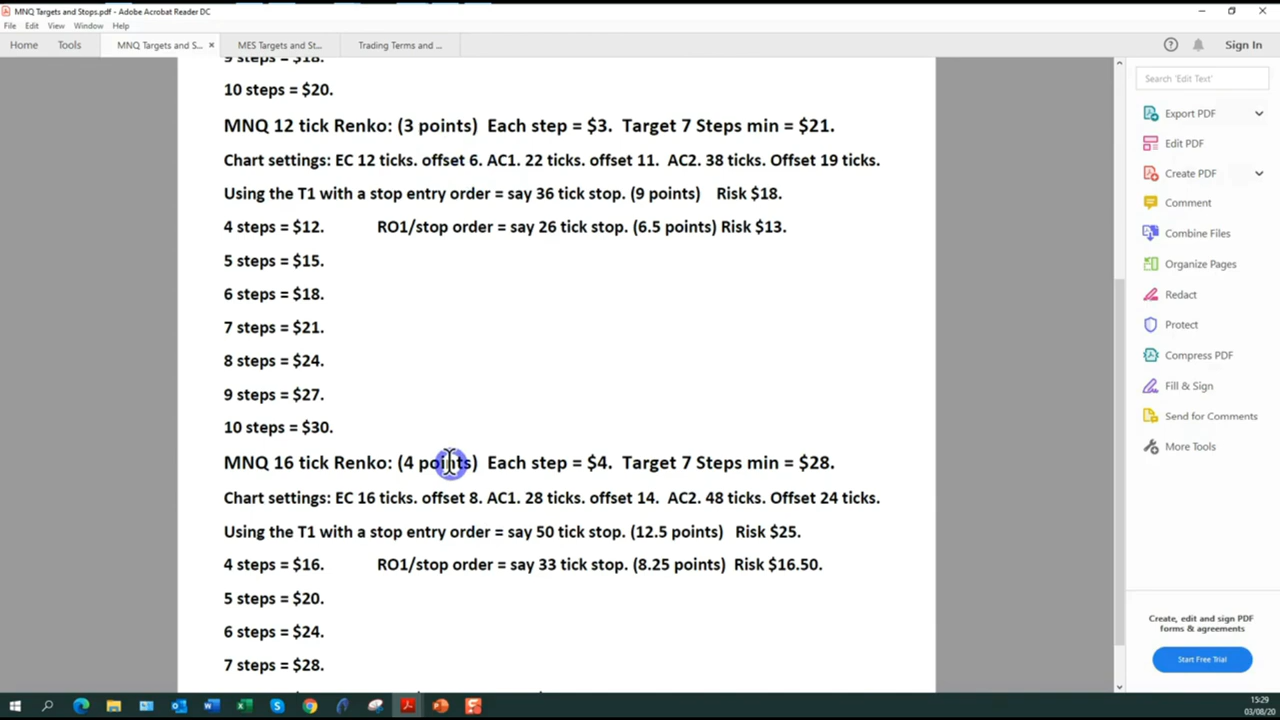 MNQ Targets and Stops.pdf - Adobe Acrobat Reader DC
File Edit View Window Help
Home Tools MNQ Targets and S... × MES Targets and St... Trading Terms and ... Sign In
9 steps = $18.
10 steps = $20.
MNQ 12 tick Renko: (3 points) Each step = $3. Target 7 Steps min = $21.
Chart settings: EC 12 ticks. offset 6. AC1. 22 ticks. offset 11. AC2. 38 ticks. Offset 19 ticks.
Using the T1 with a stop entry order = say 36 tick stop. (9 points) Risk $18.
4 steps = $12. RO1/stop order = say 26 tick stop. (6.5 points) Risk $13.
5 steps = $15.
6 steps = $18.
7 steps = $21.
8 steps = $24.
9 steps = $27.
10 steps = $30.
MNQ 16 tick Renko: (4 points) Each step = $4. Target 7 Steps min = $28.
Chart settings: EC 16 ticks. offset 8. AC1. 28 ticks. offset 14. AC2. 48 ticks. Offset 24 ticks.
Using the T1 with a stop entry order = say 50 tick stop. (12.5 points) Risk $25.
4 steps = $16. RO1/stop order = say 33 tick stop. (8.25 points) Risk $16.50.
5 steps = $20.
6 steps = $24.
7 steps = $28.
Search 'Edit Text'
Export PDF
Edit PDF
Create PDF
Comment
Combine Files
Organize Pages
Redact
Protect
Compress PDF
Fill & Sign
Send for Comments
More Tools
Create, edit and sign PDF
forms & agreements
Start Free Trial
15:29
03/08/20